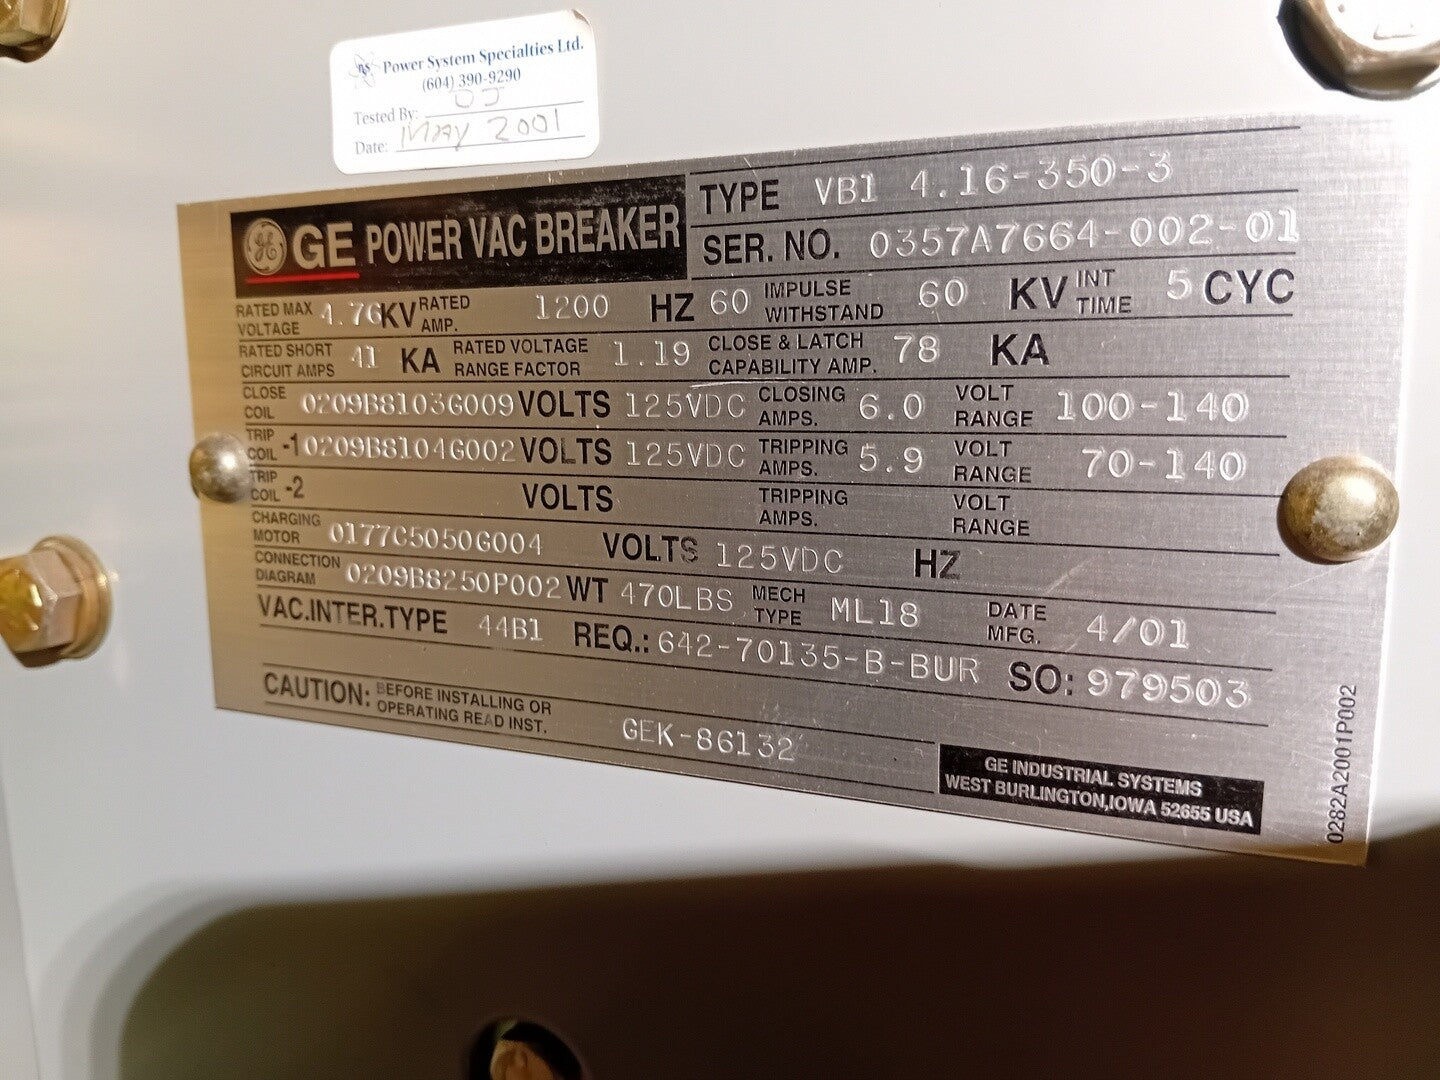 Power System Specialties Ltd.
(604) 390-9290
Tested By:
Date: MAY 2001
GE POWER VAC BREAKER
TYPE VB1 4.16-350-3
SER. NO. 0357A7664-002-01
RATED MAX VOLTAGE 4.76 KV RATED AMP. 1200 HZ 60 IMPULSE WITHSTAND 60 KV INT TIME 5 CYC
RATED SHORT CIRCUIT AMPS 41 KA RATED VOLTAGE RANGE FACTOR 1.19 CLOSE & LATCH CAPABILITY AMP. 78 KA
CLOSE COIL 0209B8103G009 VOLTS 125VDC CLOSING AMPS. 6.0 VOLT RANGE 100-140
TRIP COIL -1 0209B8104G002 VOLTS 125VDC TRIPPING AMPS. 5.9 VOLT RANGE 70-140
TRIP COIL -2 VOLTS TRIPPING AMPS. VOLT RANGE
CHARGING MOTOR 0177C5050G004 VOLTS 125VDC HZ
CONNECTION DIAGRAM 0209B8250P002 WT 470LBS MECH TYPE ML18 DATE MFG. 4/01
VAC.INTER.TYPE 44B1 REQ.: 642-70135-B-BUR SO: 979503
CAUTION: BEFORE INSTALLING OR OPERATING READ INST. GEK-86132
GE INDUSTRIAL SYSTEMS
WEST BURLINGTON,IOWA 52655 USA
0282A2001P002